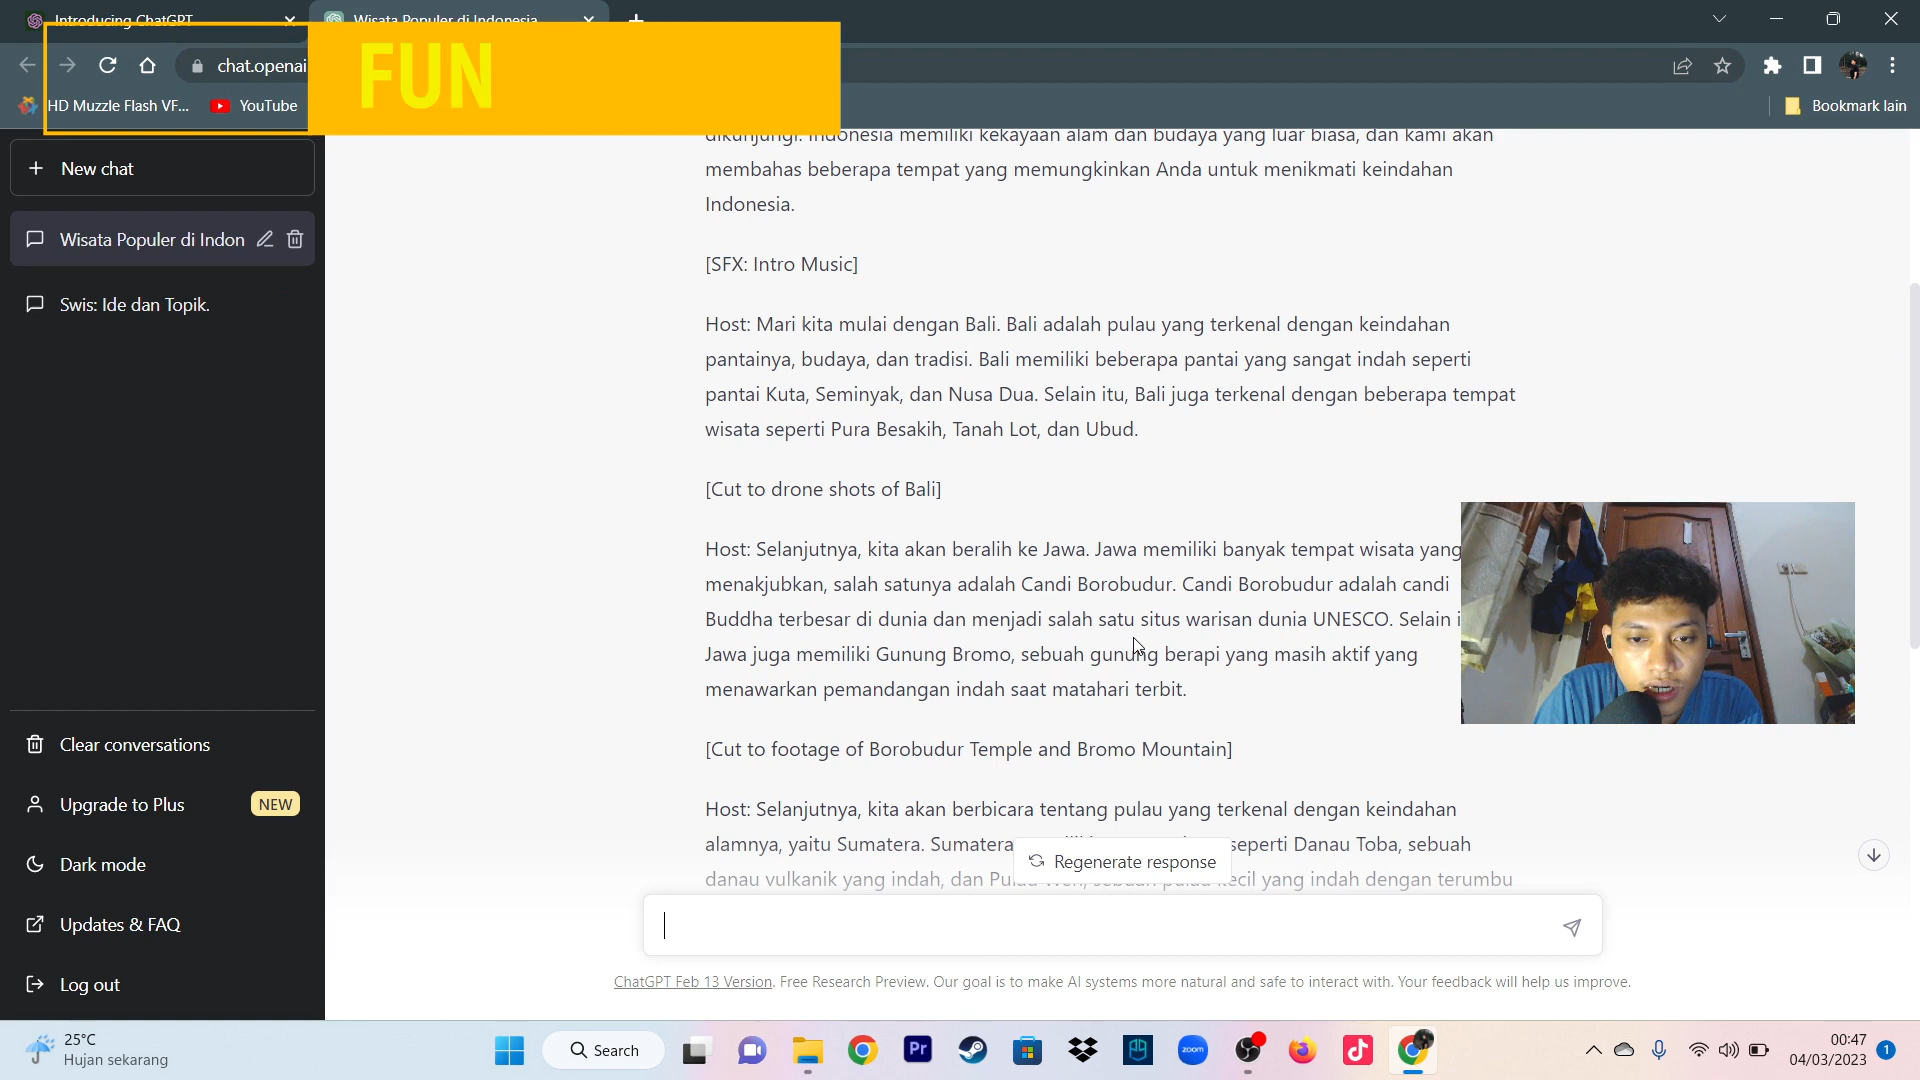 Introducing ChatGPT
Wisata Populer di Indonesia
FUN
chat.openai
HD Muzzle Flash VF...
YouTube
Bookmark lain
New chat
Wisata Populer di Indon
Swis: Ide dan Topik.
dikunjungi. Indonesia memiliki kekayaan alam dan budaya yang luar biasa, dan kami akan
membahas beberapa tempat yang memungkinkan Anda untuk menikmati keindahan
Indonesia.
[SFX: Intro Music]
Host: Mari kita mulai dengan Bali. Bali adalah pulau yang terkenal dengan keindahan
pantainya, budaya, dan tradisi. Bali memiliki beberapa pantai yang sangat indah seperti
pantai Kuta, Seminyak, dan Nusa Dua. Selain itu, Bali juga terkenal dengan beberapa tempat
wisata seperti Pura Besakih, Tanah Lot, dan Ubud.
[Cut to drone shots of Bali]
Host: Selanjutnya, kita akan beralih ke Jawa. Jawa memiliki banyak tempat wisata yang
menakjubkan, salah satunya adalah Candi Borobudur. Candi Borobudur adalah candi
Buddha terbesar di dunia dan menjadi salah satu situs warisan dunia UNESCO. Selain i
Jawa juga memiliki Gunung Bromo, sebuah gunung berapi yang masih aktif yang
menawarkan pemandangan indah saat matahari terbit.
[Cut to footage of Borobudur Temple and Bromo Mountain]
Host: Selanjutnya, kita akan berbicara tentang pulau yang terkenal dengan keindahan
alamnya, yaitu Sumatera. Sumatera seperti Danau Toba, sebuah
danau vulkanik yang indah, dan kecil yang indah dengan terumbu
Regenerate response
ChatGPT Feb 13 Version. Free Research Preview. Our goal is to make AI systems more natural and safe to interact with. Your feedback will help us improve.
Clear conversations
Upgrade to Plus
NEW
Dark mode
Updates & FAQ
Log out
25°C
Hujan sekarang
Search
Pr
zoom
00:47
04/03/2023
1